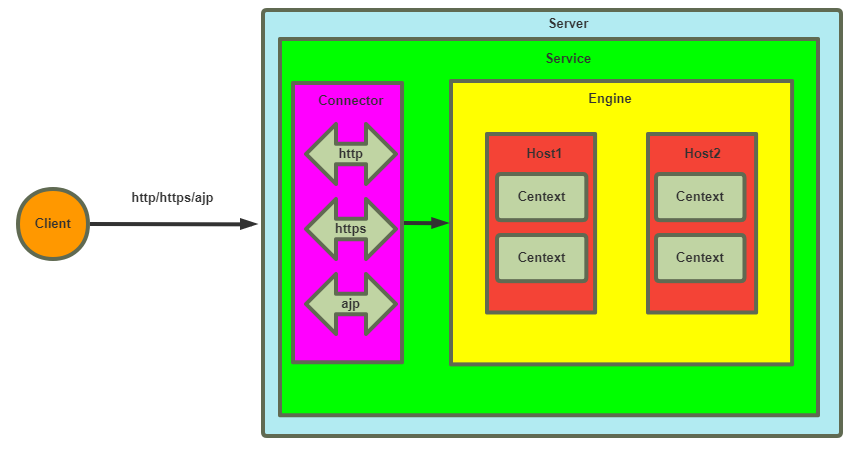 Server
Service
Connector
Engine
http
https
ajp
Host1
Centext
Centext
Host2
Centext
Centext
http/https/ajp
Client